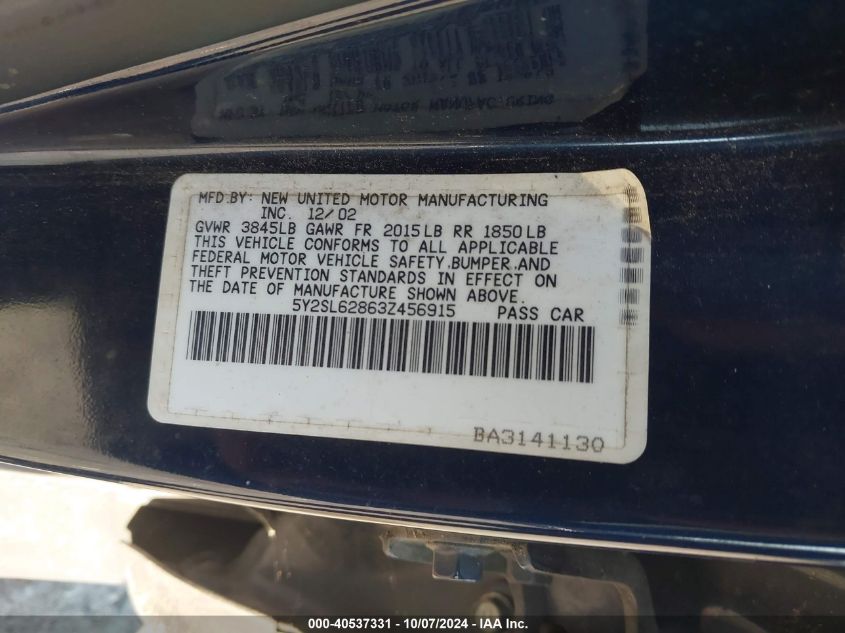 MFD.BY: NEW UNITED MOTOR MANUFACTURING
INC. 12/02
GVWR 3845LB GAWR FR 2015LB RR 1850LB
THIS VEHICLE CONFORMS TO ALL APPLICABLE
FEDERAL MOTOR VEHICLE SAFETY,BUMPER,AND
THEFT PREVENTION STANDARDS IN EFFECT ON
THE DATE OF MANUFACTURE SHOWN ABOVE.
5Y2SL62863Z456915 PASS CAR
BA3141130
000-40537331 - 10/07/2024 - IAA Inc.